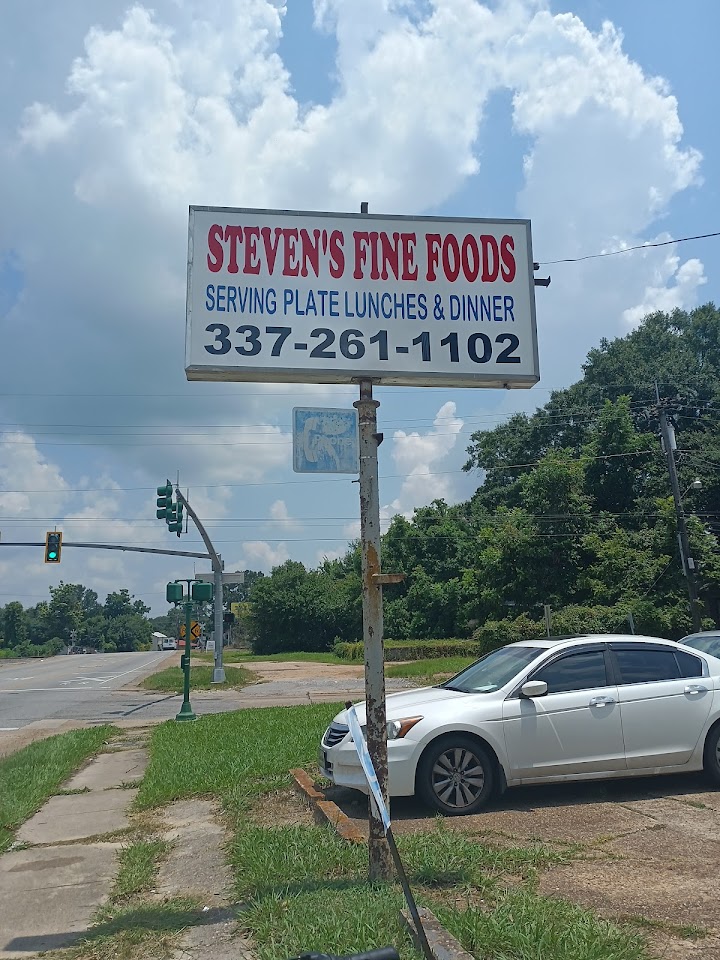 STEVEN'S FINE FOODS
SERVING PLATE LUNCHES & DINNER
337-261-1102